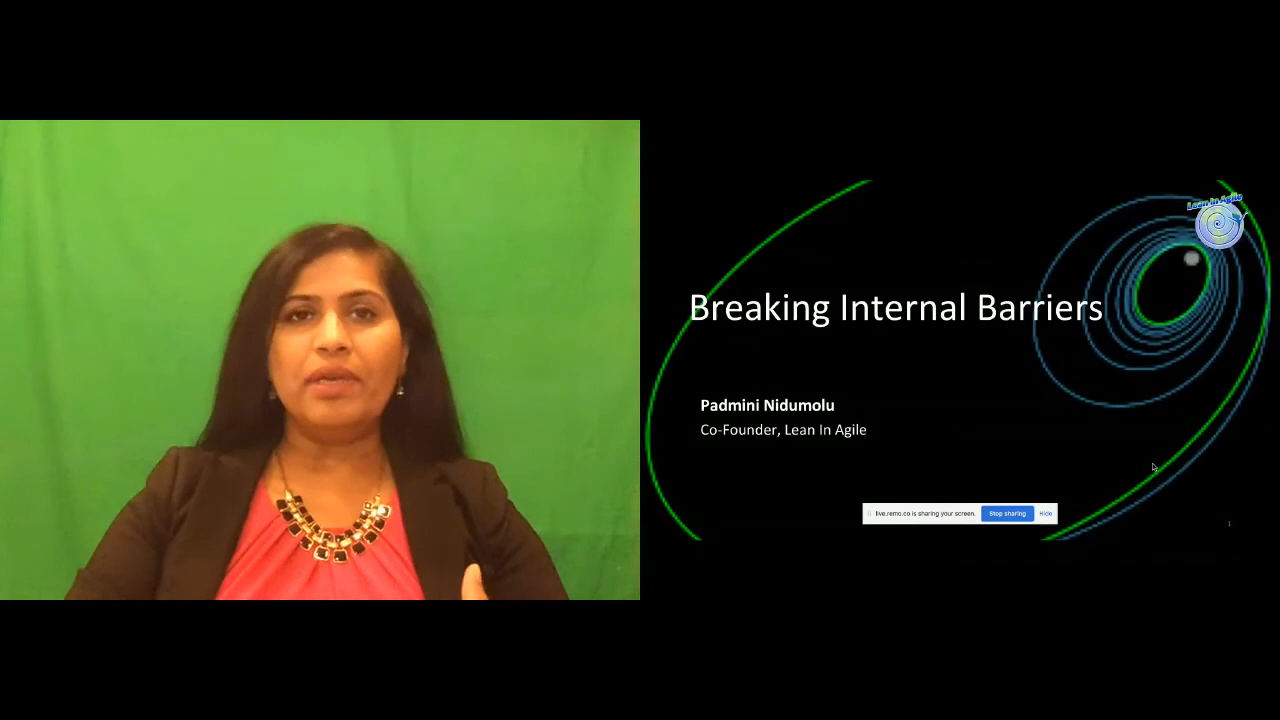 Lean In Agile
Breaking Internal Barriers
Padmini Nidumolu
Co-Founder, Lean In Agile
live.remo.co is sharing your screen. Stop sharing Hide
1